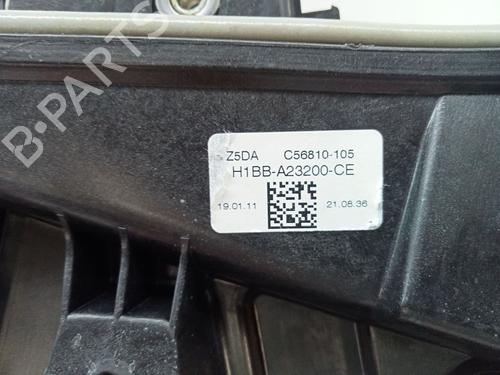 B-PARTS
Z5DA C56810-105
H1BB-A23200-CE
19.01.11 21.08.36